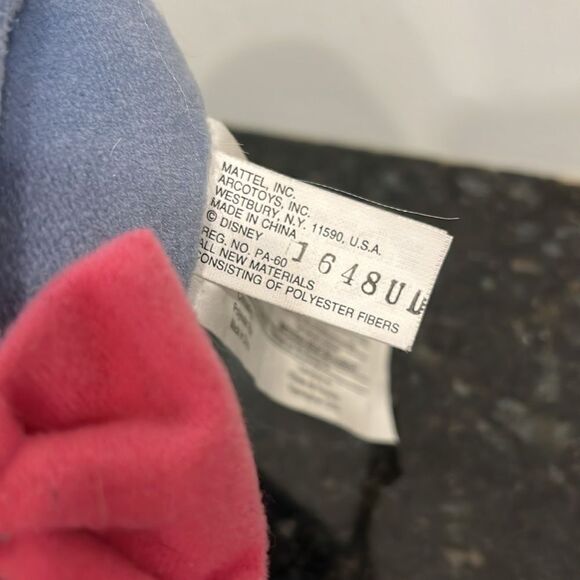 MATTEL, INC.
ARCOTOYS, INC.
WESTBURY, N.Y. 11590, U.S.A.
MADE IN CHINA
© DISNEY
REG. NO. PA-60
1648UL
ALL NEW MATERIALS
CONSISTING OF POLYESTER FIBERS